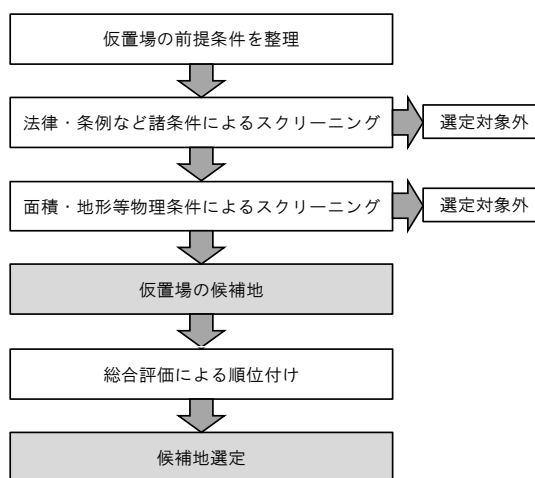 仮置場の前提条件を整理
法律・条例など諸条件によるスクリーニング
選定対象外
面積・地形等物理条件によるスクリーニング
選定対象外
仮置場の候補地
総合評価による順位付け
候補地選定